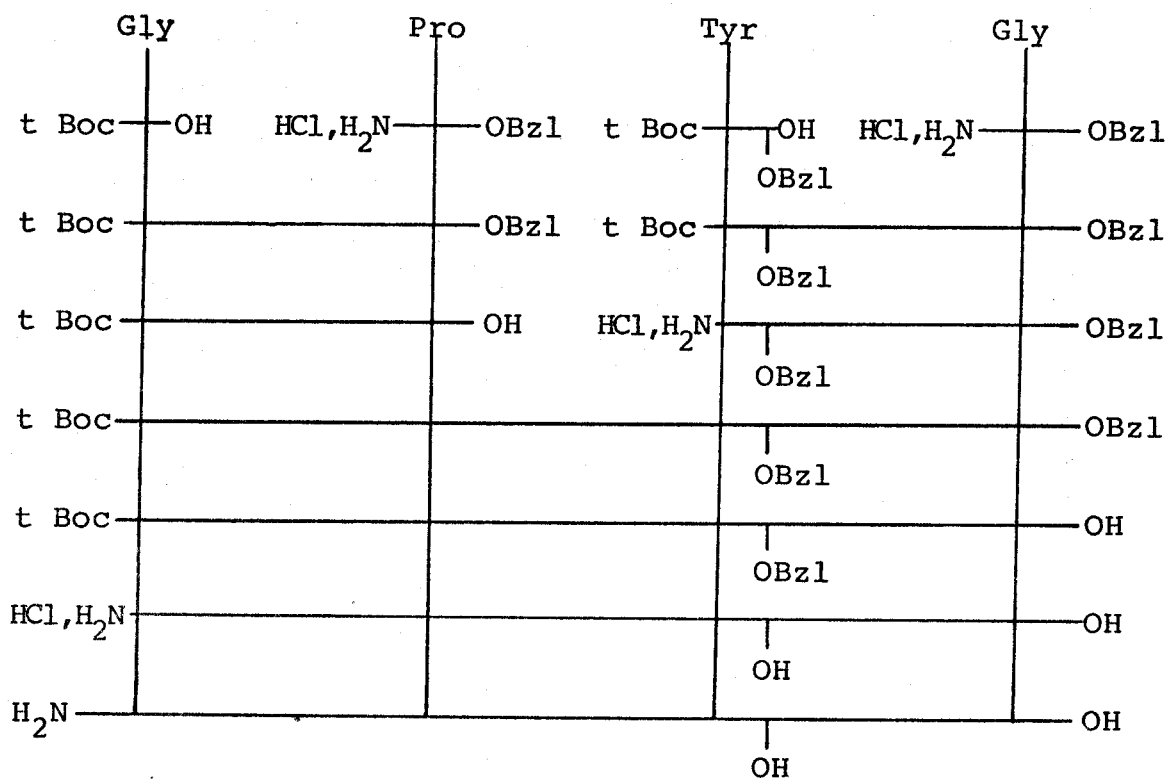 Gly Pro Tyr Gly
t Boc OH HCl,H2N OBzl t Boc OH HCl,H2N OBzl
OBzl
t Boc OBzl t Boc OBzl
OBzl
t Boc OH HCl,H2N OBzl
OBzl
t Boc OBzl
OBzl
t Boc OH
OBzl
HCl,H2N OH
OH
H2N OH
OH